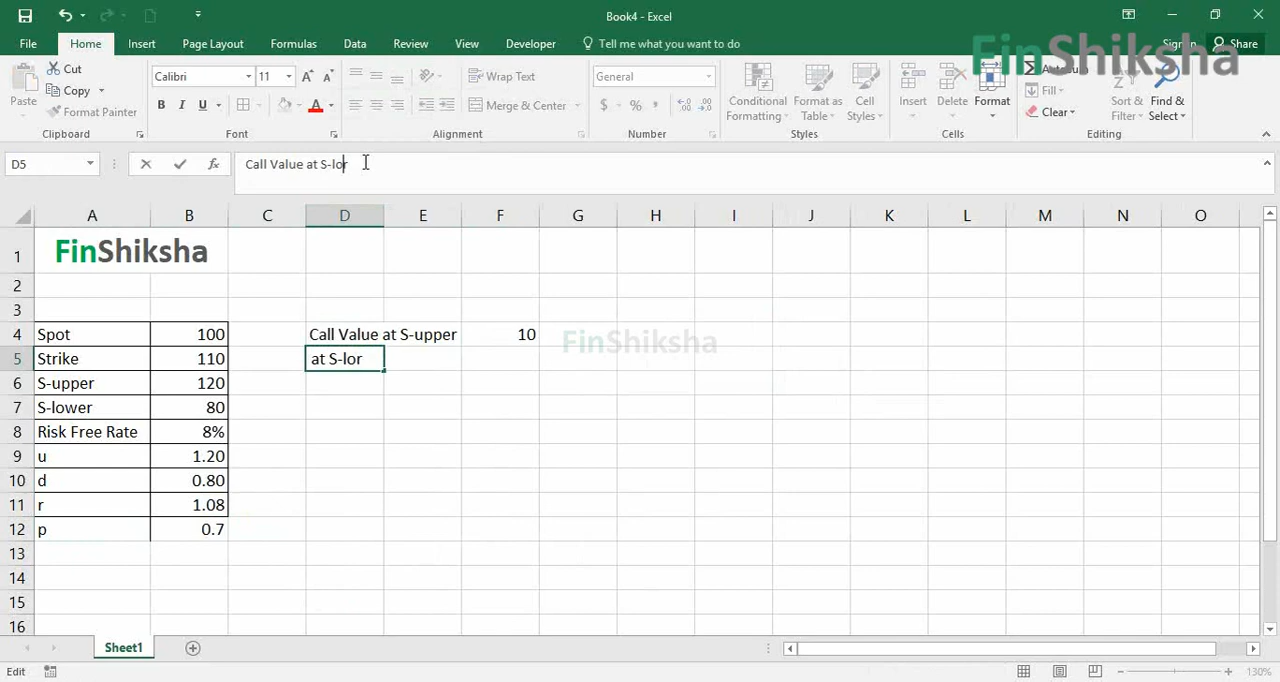 Book4 - Excel
File Home Insert Page Layout Formulas Data Review View Developer Tell me what you want to do Share
FinShiksha
Cut
Copy
Format Painter
Paste
Clipboard
Calibri 11
B I U
Font
Wrap Text
Merge & Center
Alignment
General
$ % ,
Number
Conditional Formatting
Format as Table
Cell Styles
Styles
Insert Delete Format
Cells
Fill
Clear
Sort & Filter
Find & Select
Editing
D5 fx Call Value at S-lor
A B C D E F G H I J K L M N O
1 FinShiksha
2
3
4 Spot 100 Call Value at S-upper 10 FinShiksha
5 Strike 110 at S-lor
6 S-upper 120
7 S-lower 80
8 Risk Free Rate 8%
9 u 1.20
10 d 0.80
11 r 1.08
12 p 0.7
13
14
15
16
Sheet1
Edit 130%